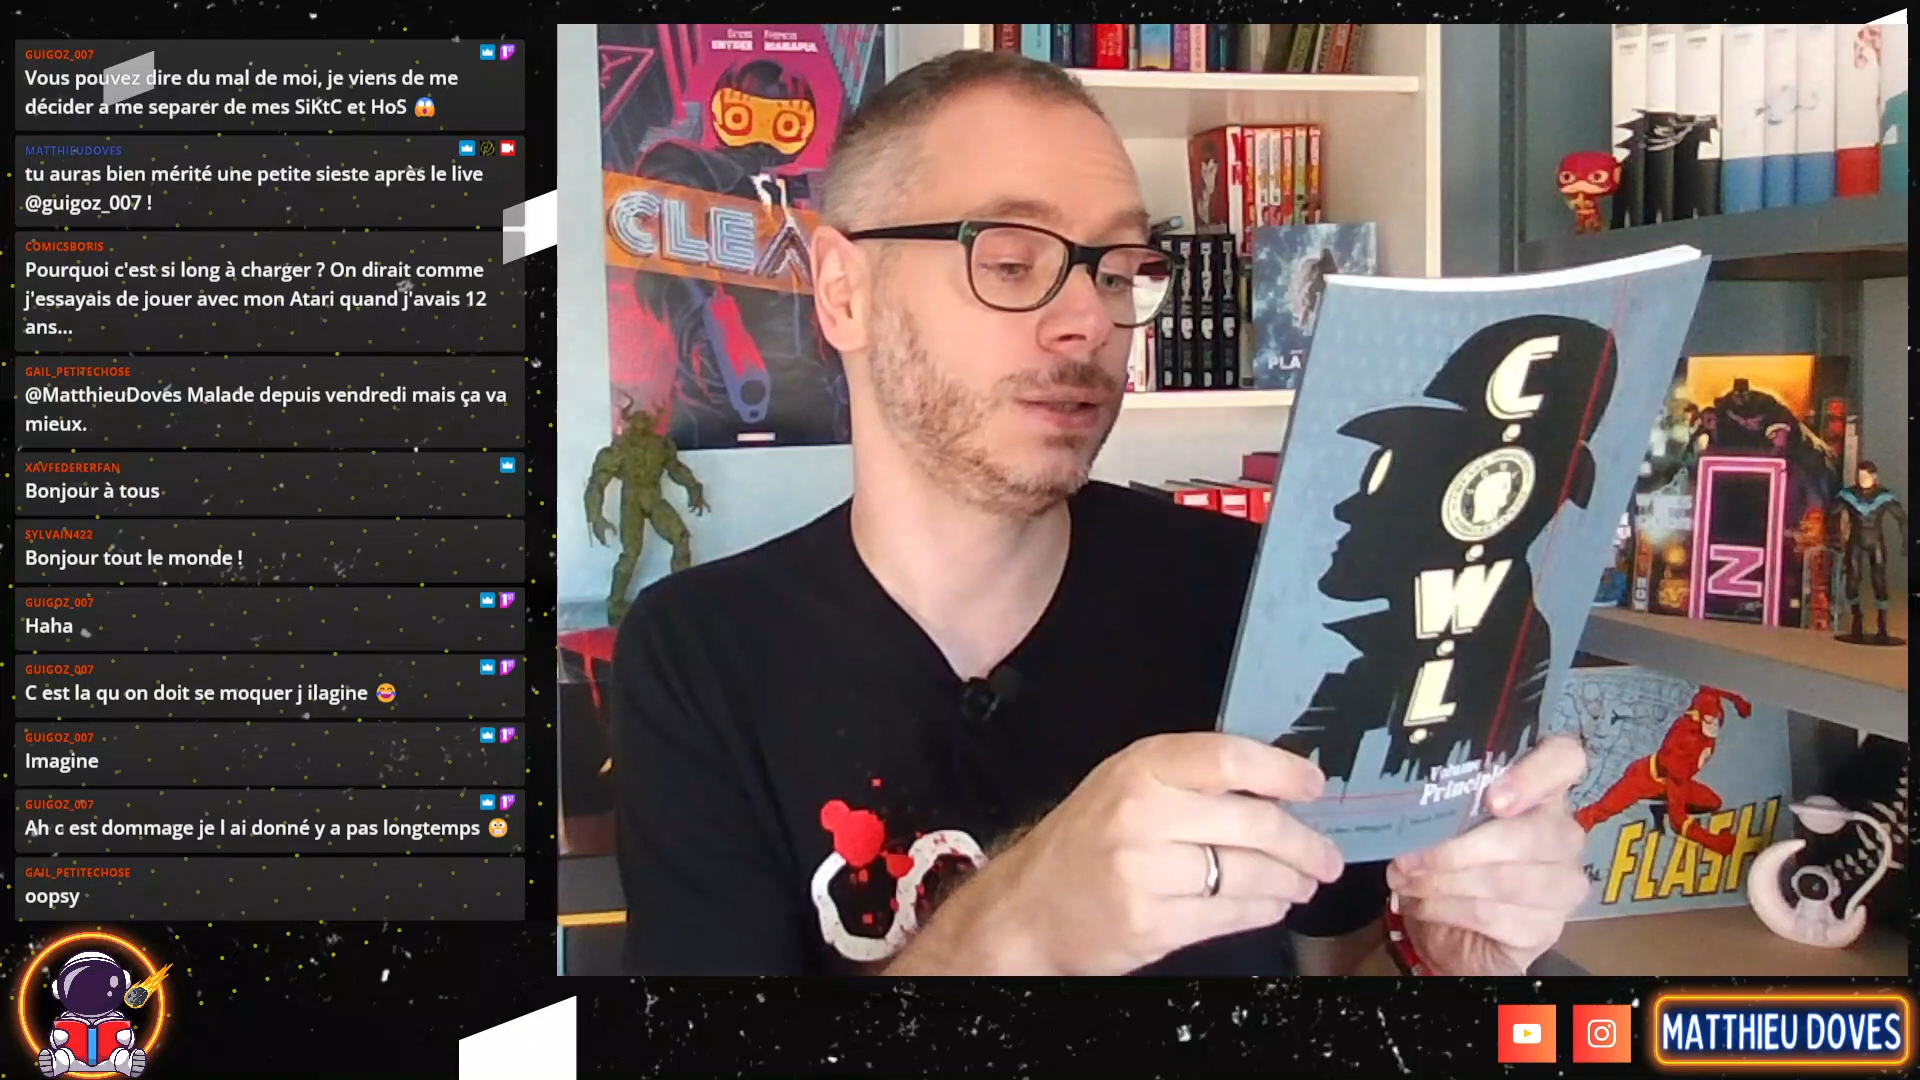 GUIGOZ_007
Vous pouvez dire du mal de moi, je viens de me
décider a me separer de mes SiKtC et HoS 😱
MATTHIEUDOVES
tu auras bien mérité une petite sieste après le live
@guigoz_007 !
COMICSBORIS
Pourquoi c'est si long à charger ? On dirait comme
j'essayais de jouer avec mon Atari quand j'avais 12
ans...
GAIL_PETITECHOSE
@MatthieuDoves Malade depuis vendredi mais ça va
mieux.
XAVFEDERERFAN
Bonjour à tous
SYLVAIN422
Bonjour tout le monde !
GUIGOZ_007
Haha
GUIGOZ_007
C est la qu on doit se moquer j ilagine 😂
GUIGOZ_007
Imagine
GUIGOZ_007
Ah c est dommage je l ai donné y a pas longtemps 😬
GAIL_PETITECHOSE
oopsy
CLEA
PLA
C.O.W.L.
Volume 1
N
FLASH
MATTHIEU DOVES